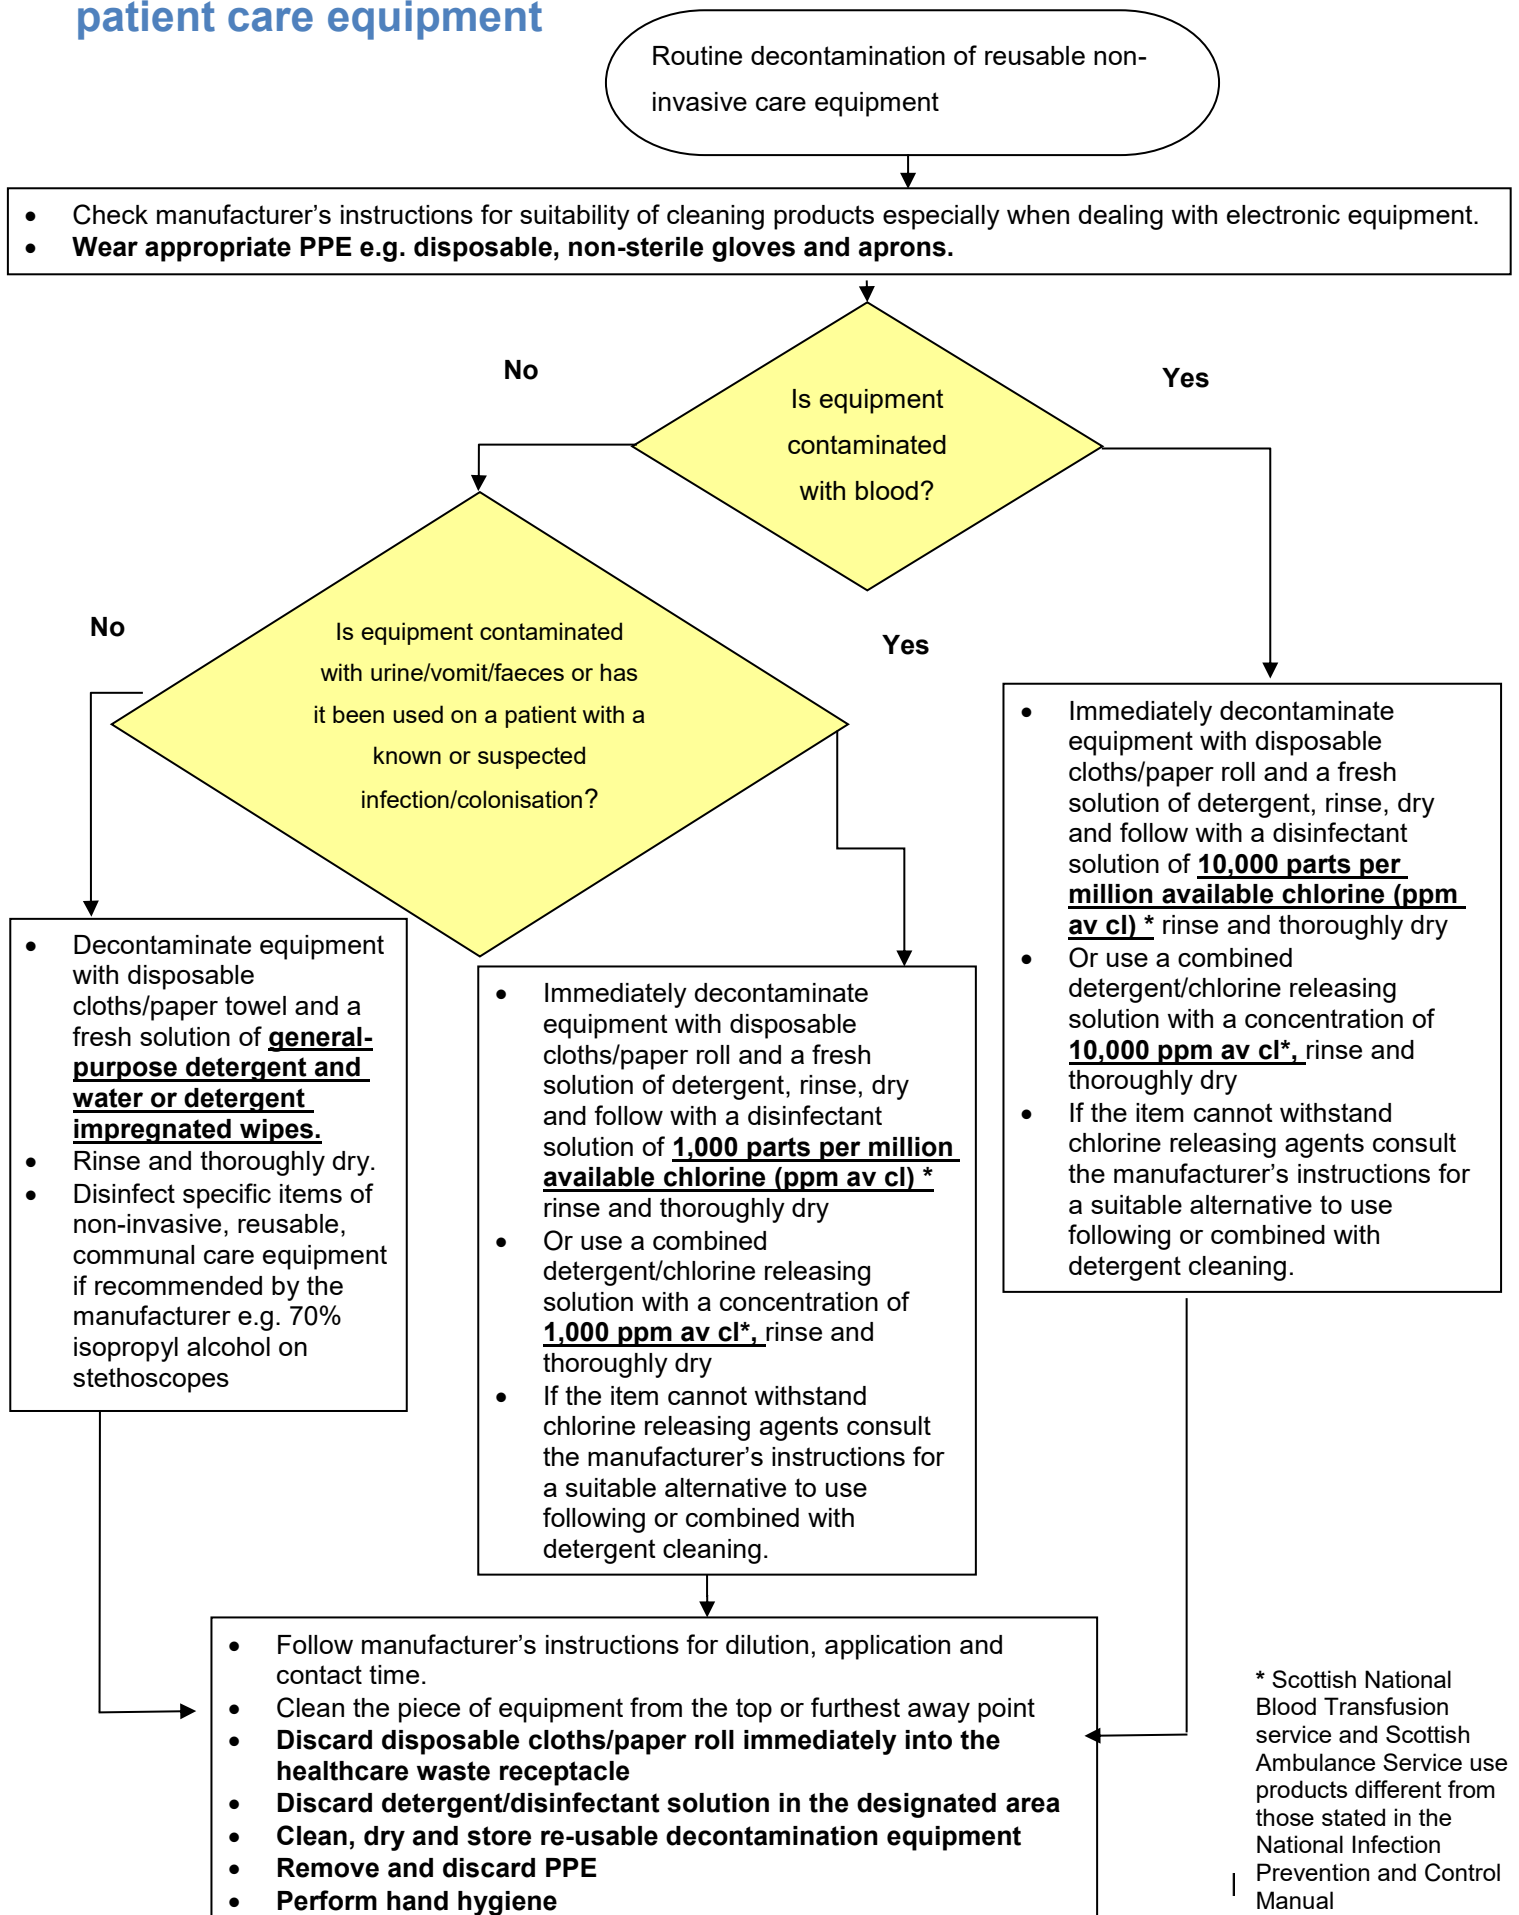 patient care equipment
Routine decontamination of reusable non-
invasive care equipment
• Check manufacturer’s instructions for suitability of cleaning products especially when dealing with electronic equipment.
• Wear appropriate PPE e.g. disposable, non-sterile gloves and aprons.
No
Yes
Is equipment
contaminated
with blood?
No
Yes
Is equipment contaminated
with urine/vomit/faeces or has
it been used on a patient with a
known or suspected
infection/colonisation?
• Decontaminate equipment
with disposable
cloths/paper towel and a
fresh solution of general-
purpose detergent and
water or detergent
impregnated wipes.
• Rinse and thoroughly dry.
• Disinfect specific items of
non-invasive, reusable,
communal care equipment
if recommended by the
manufacturer e.g. 70%
isopropyl alcohol on
stethoscopes
• Immediately decontaminate
equipment with disposable
cloths/paper roll and a fresh
solution of detergent, rinse, dry
and follow with a disinfectant
solution of 1,000 parts per million
available chlorine (ppm av cl) *
rinse and thoroughly dry
• Or use a combined
detergent/chlorine releasing
solution with a concentration of
1,000 ppm av cl*, rinse and
thoroughly dry
• If the item cannot withstand
chlorine releasing agents consult
the manufacturer’s instructions for
a suitable alternative to use
following or combined with
detergent cleaning.
• Immediately decontaminate
equipment with disposable
cloths/paper roll and a fresh
solution of detergent, rinse, dry
and follow with a disinfectant
solution of 10,000 parts per
million available chlorine (ppm
av cl) * rinse and thoroughly dry
• Or use a combined
detergent/chlorine releasing
solution with a concentration of
10,000 ppm av cl*, rinse and
thoroughly dry
• If the item cannot withstand
chlorine releasing agents consult
the manufacturer’s instructions for
a suitable alternative to use
following or combined with
detergent cleaning.
• Follow manufacturer’s instructions for dilution, application and
contact time.
• Clean the piece of equipment from the top or furthest away point
• Discard disposable cloths/paper roll immediately into the
healthcare waste receptacle
• Discard detergent/disinfectant solution in the designated area
• Clean, dry and store re-usable decontamination equipment
• Remove and discard PPE
• Perform hand hygiene
* Scottish National
Blood Transfusion
service and Scottish
Ambulance Service use
products different from
those stated in the
National Infection
Prevention and Control
Manual